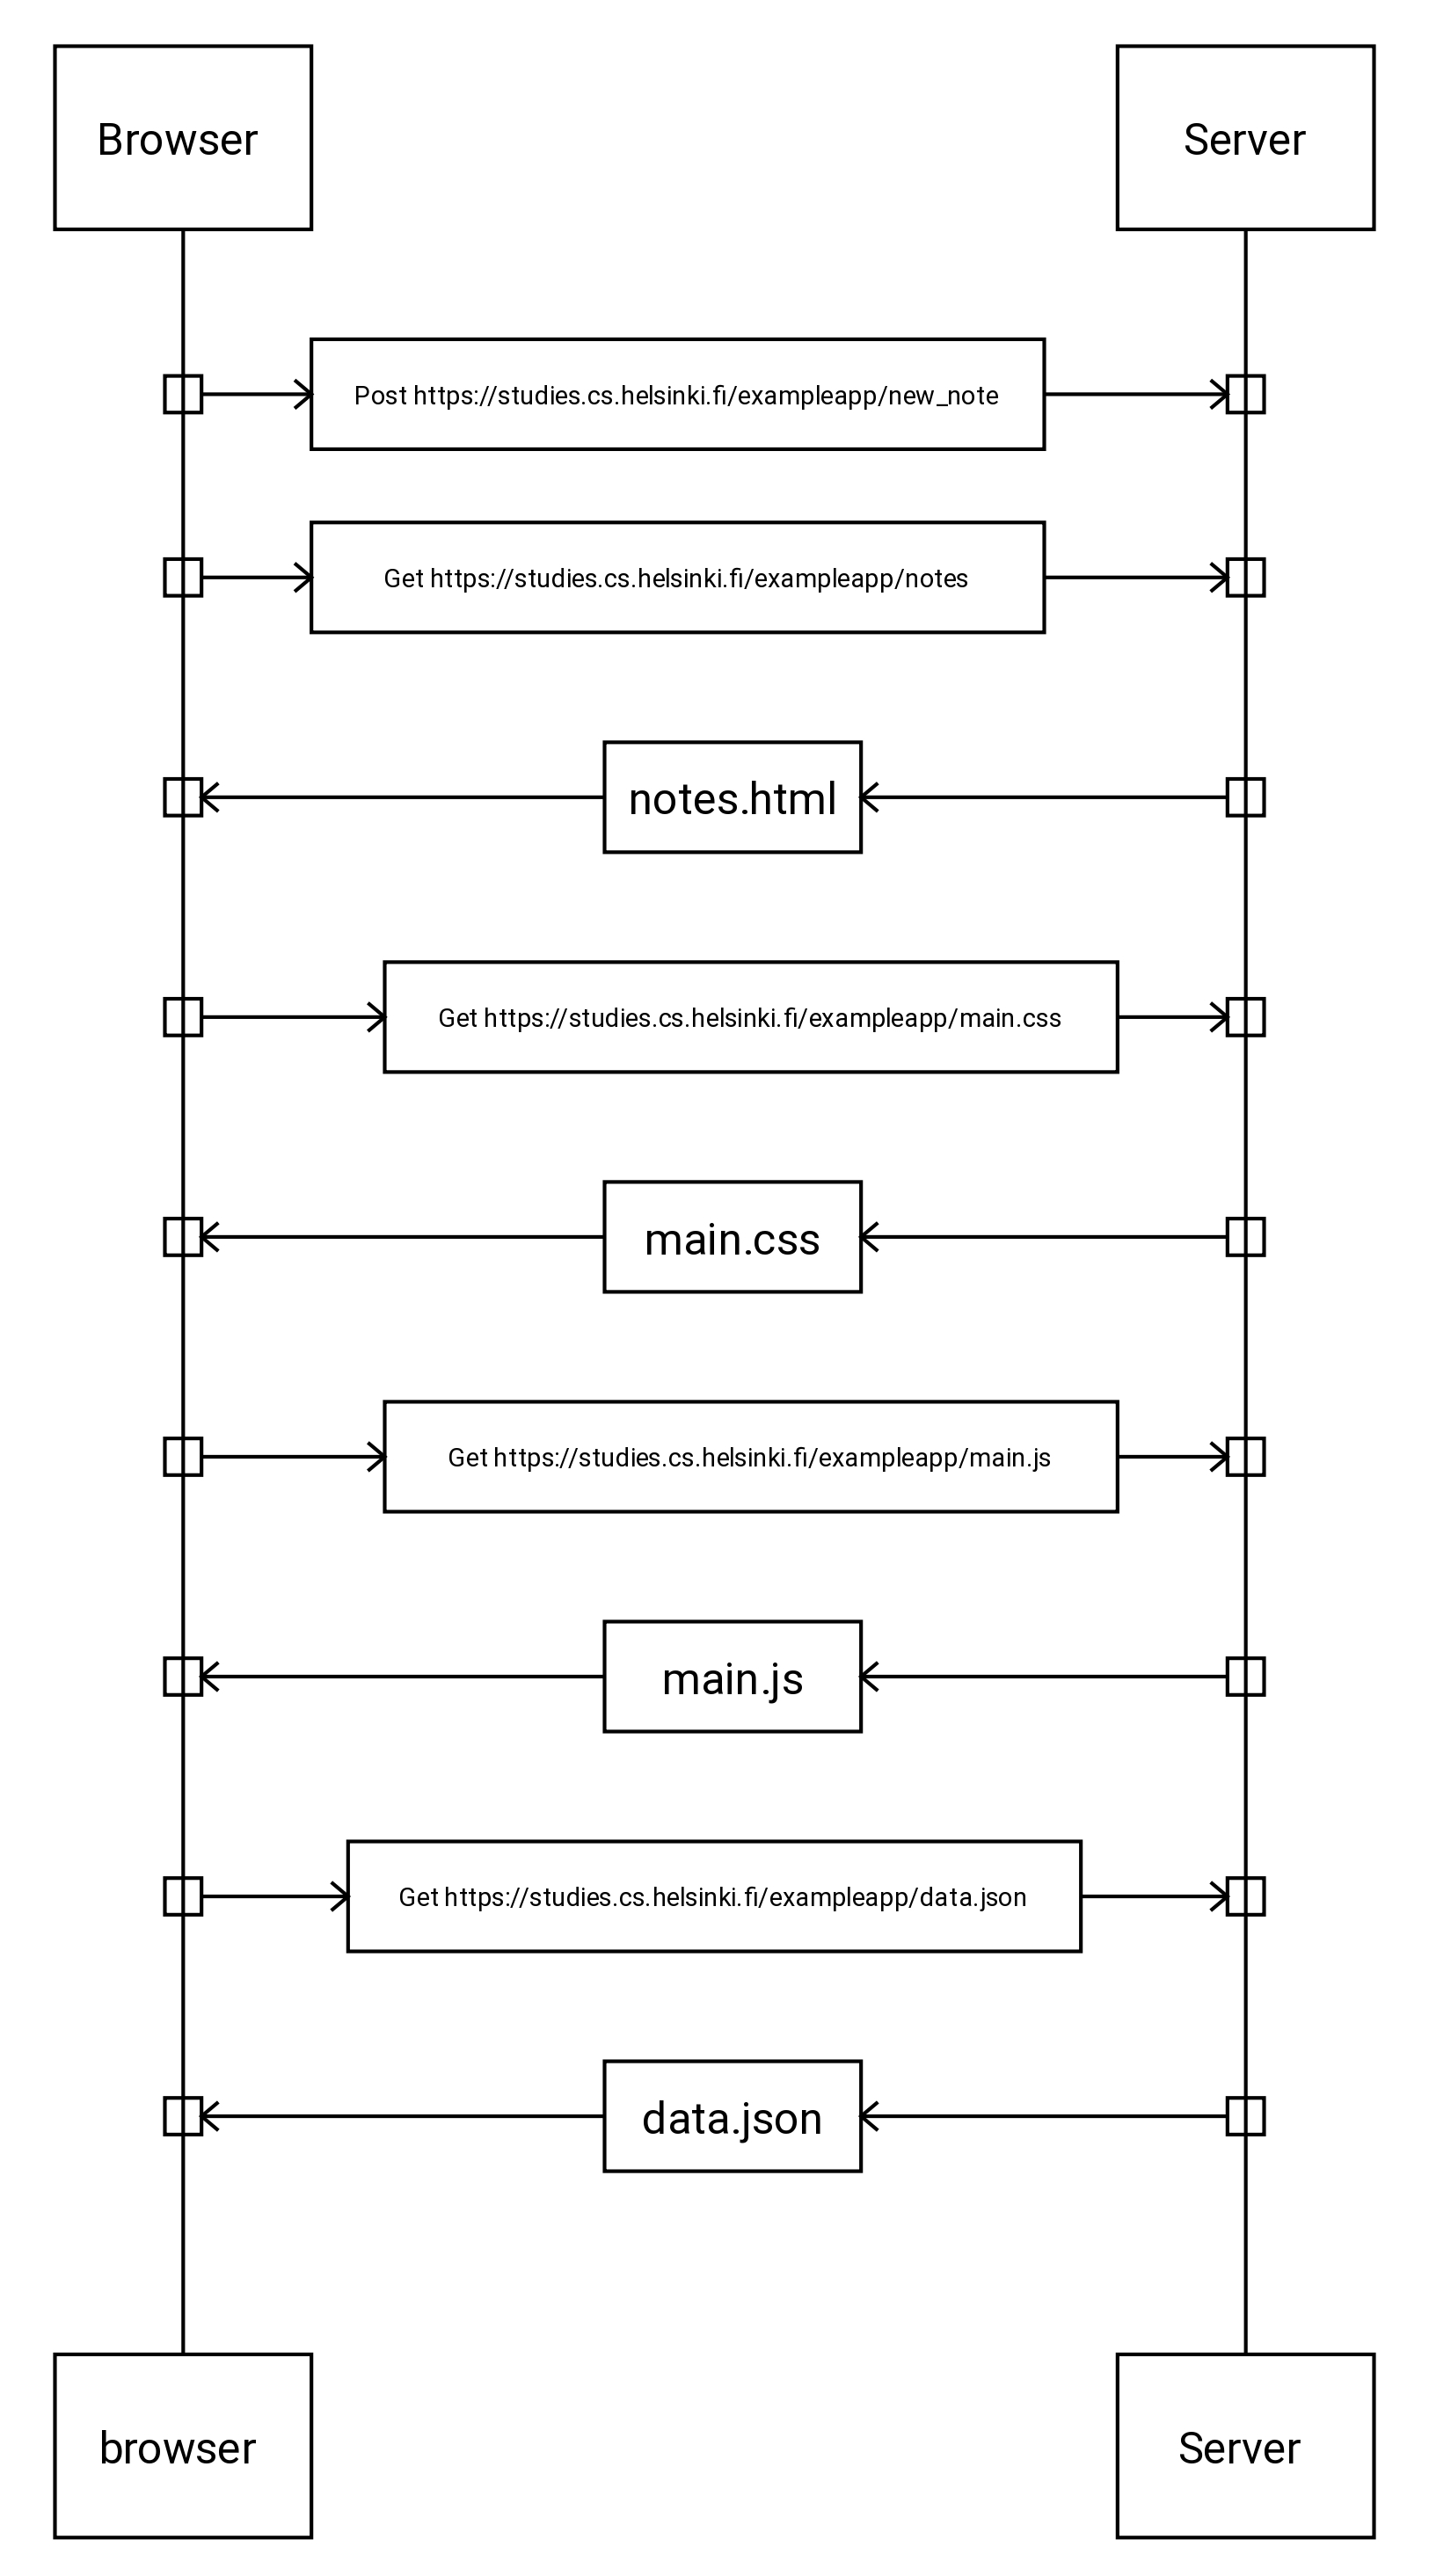 Browser
Server
Post https://studies.cs.helsinki.fi/exampleapp/new_note
Get https://studies.cs.helsinki.fi/exampleapp/notes
notes.html
Get https://studies.cs.helsinki.fi/exampleapp/main.css
main.css
Get https://studies.cs.helsinki.fi/exampleapp/main.js
main.js
Get https://studies.cs.helsinki.fi/exampleapp/data.json
data.json
browser
Server